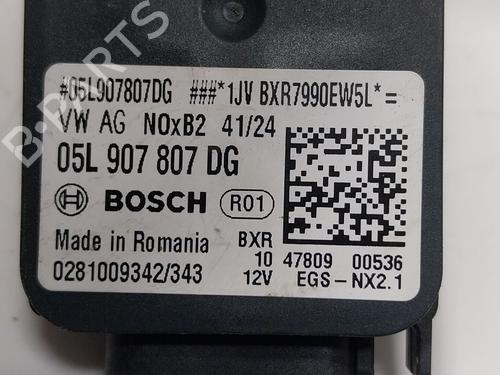 B-PARTS
#05L907807DG ###*1JV BXR7990EW5L*=
VW AG NOxB2 41/24
05L 907 807 DG
BOSCH R01
Made in Romania BXR
10 47809 00536
0281009342/343 12V EGS-NX2.1